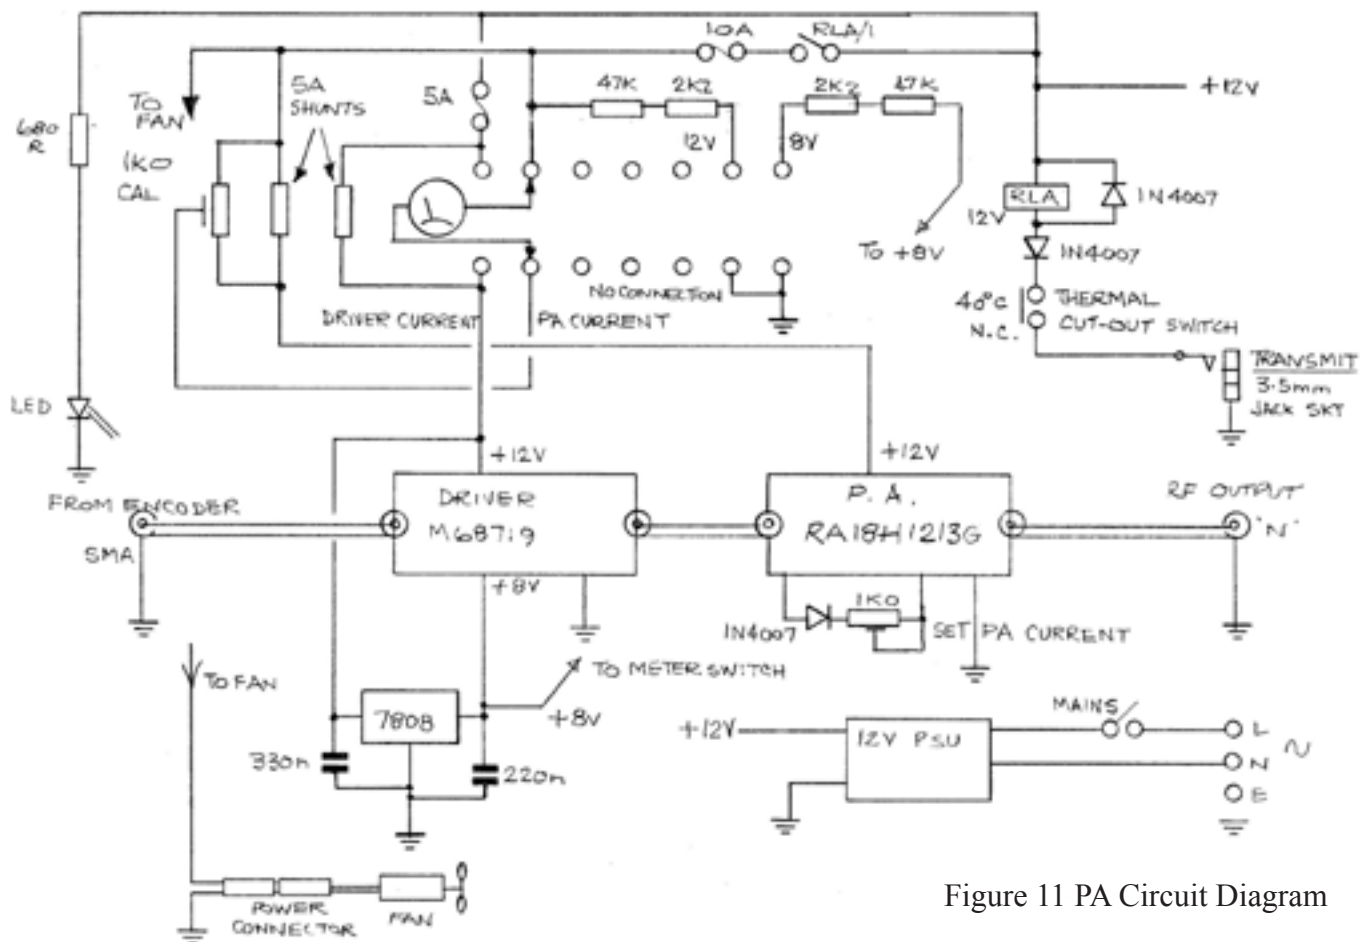 10A
RLA/1
+12V
5A
SHUNTS
5A
47K
2K2
2K2
47K
12V
8V
TO
FAN
680
R
1K0
CAL
RLA
12V
1N4007
1N4007
TO +8V
40°C
N.C.
THERMAL
CUT-OUT SWITCH
NO CONNECTION
DRIVER CURRENT
PA CURRENT
TRANSMIT
3.5mm
JACK SKT
LED
+12V
+12V
FROM ENCODER
SMA
DRIVER
M68719
P. A.
RA18H1213G
RF OUTPUT
'N'
+8V
1N4007
1K0
SET PA CURRENT
TO FAN
TO METER SWITCH
7808
+8V
330n
220n
+12V
12V PSU
MAINS
L
N
E
POWER
CONNECTOR
FAN
Figure 11 PA Circuit Diagram